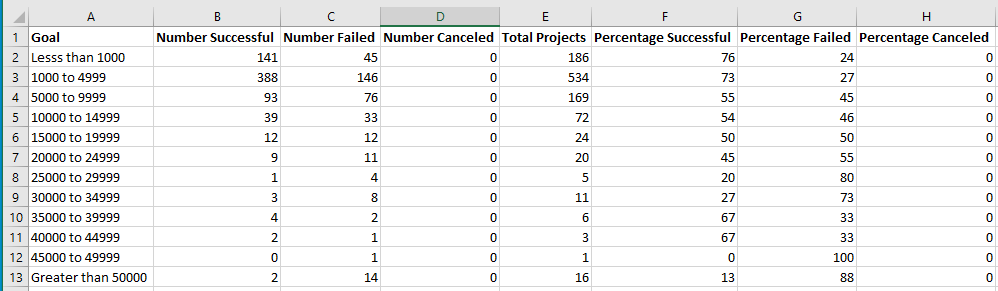 A B C D E F G H
1 Goal Number Successful Number Failed Number Canceled Total Projects Percentage Successful Percentage Failed Percentage Canceled
2 Lesss than 1000 141 45 0 186 76 24 0
3 1000 to 4999 388 146 0 534 73 27 0
4 5000 to 9999 93 76 0 169 55 45 0
5 10000 to 14999 39 33 0 72 54 46 0
6 15000 to 19999 12 12 0 24 50 50 0
7 20000 to 24999 9 11 0 20 45 55 0
8 25000 to 29999 1 4 0 5 20 80 0
9 30000 to 34999 3 8 0 11 27 73 0
10 35000 to 39999 4 2 0 6 67 33 0
11 40000 to 44999 2 1 0 3 67 33 0
12 45000 to 49999 0 1 0 1 0 100 0
13 Greater than 50000 2 14 0 16 13 88 0